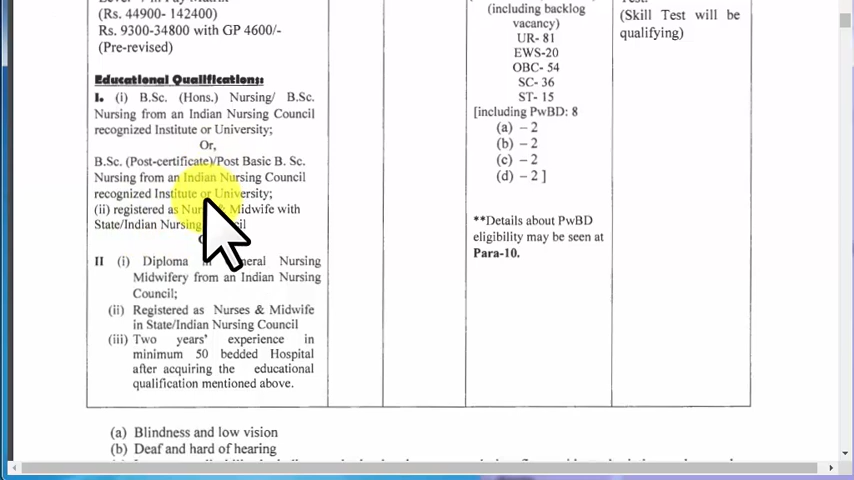 (Rs. 44900- 142400)
Rs. 9300-34800 with GP 4600/-
(Pre-revised)
Educational Qualifications:
I. (i) B.Sc. (Hons.) Nursing/ B.Sc.
Nursing from an Indian Nursing Council
recognized Institute or University;
Or,
B.Sc. (Post-certificate)/Post Basic B. Sc.
Nursing from an Indian Nursing Council
recognized Institute or University;
(ii) registered as & Midwife with
State/Indian Nursing
II (i) Diploma General Nursing
Midwifery from an Indian Nursing
Council;
(ii) Registered as Nurses & Midwife
in State/Indian Nursing Council
(iii) Two years' experience in
minimum 50 bedded Hospital
after acquiring the educational
qualification mentioned above.
(including backlog
vacancy)
UR- 81
EWS-20
OBC- 54
SC- 36
ST- 15
[including PwBD: 8
(a) – 2
(b) – 2
(c) – 2
(d) – 2 ]
**Details about PwBD
eligibility may be seen at
Para-10.
(Skill Test will be
qualifying)
(a) Blindness and low vision
(b) Deaf and hard of hearing